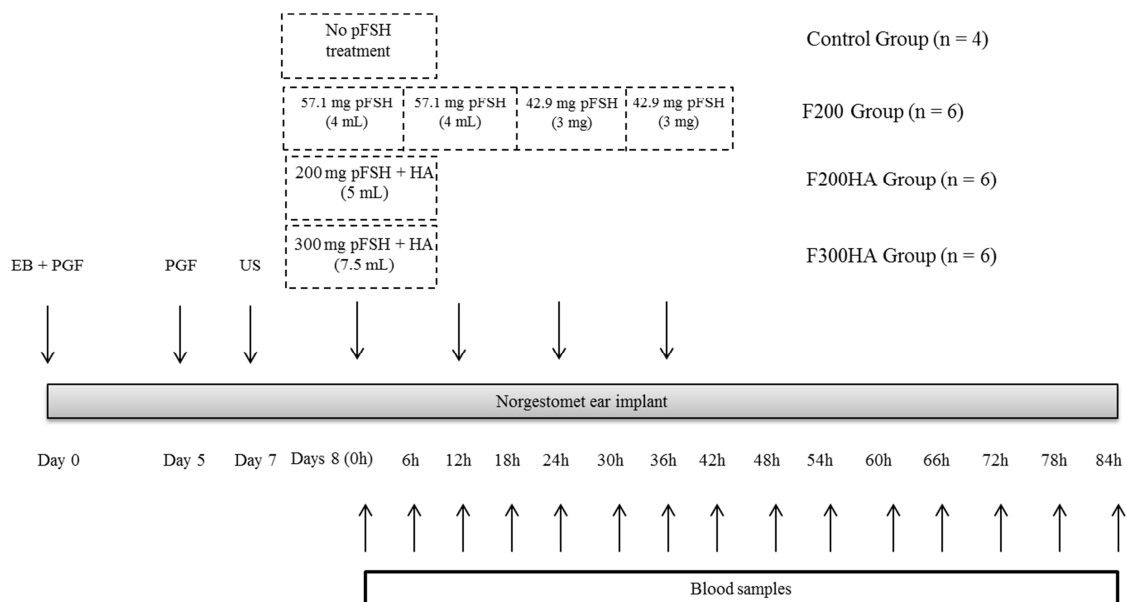 No pFSH
treatment
Control Group (n = 4)
57.1 mg pFSH
(4 mL)
57.1 mg pFSH
(4 mL)
42.9 mg pFSH
(3 mg)
42.9 mg pFSH
(3 mg)
F200 Group (n = 6)
200 mg pFSH + HA
(5 mL)
F200HA Group (n = 6)
300 mg pFSH + HA
(7.5 mL)
F300HA Group (n = 6)
EB + PGF
PGF
US
Norgestomet ear implant
Day 0
Day 5
Day 7
Days 8 (0h)
6h
12h
18h
24h
30h
36h
42h
48h
54h
60h
66h
72h
78h
84h
Blood samples